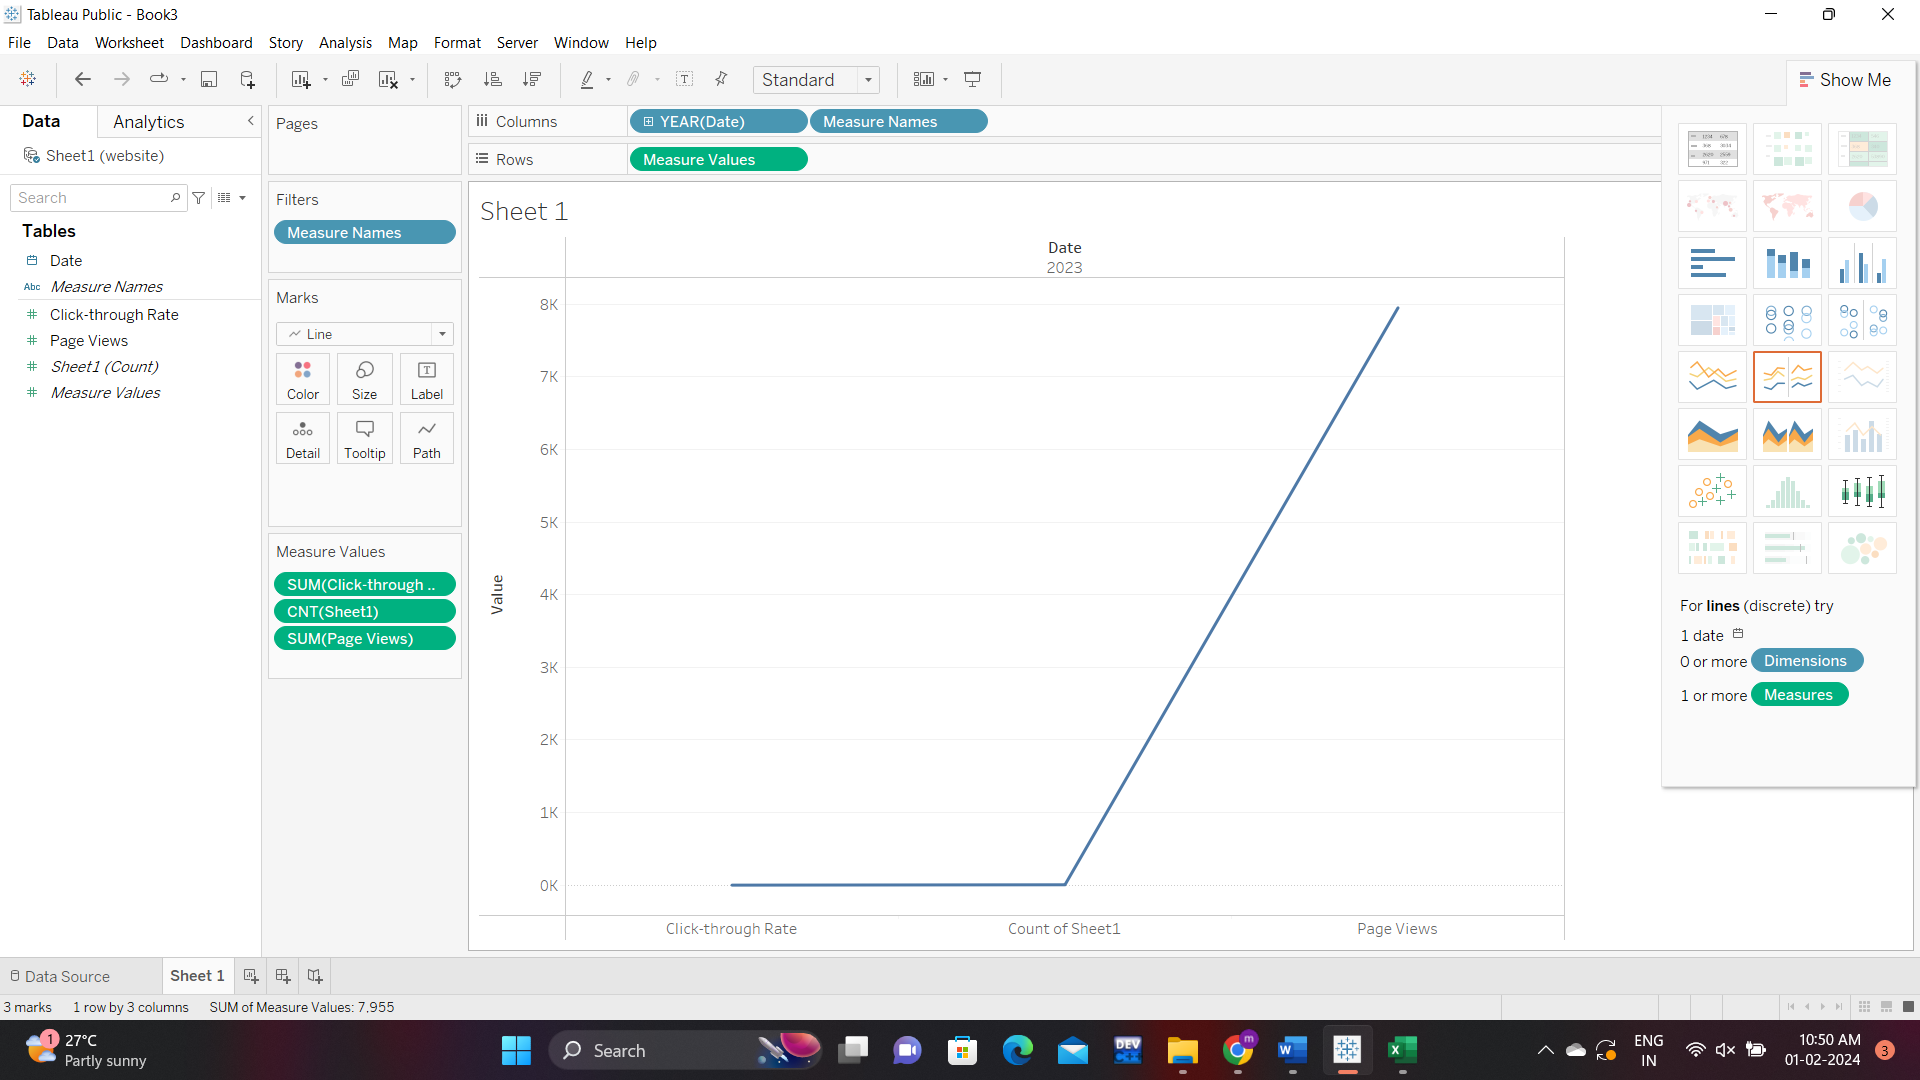 Tableau Public - Book3
File Data Worksheet Dashboard Story Analysis Map Format Server Window Help
Standard
Show Me
Data Analytics
Sheet1 (website)
Search
Tables
Date
Abc Measure Names
Click-through Rate
Page Views
Sheet1 (Count)
Measure Values
Pages
Filters
Measure Names
Marks
Line
Color Size Label
Detail Tooltip Path
Measure Values
SUM(Click-through ..
CNT(Sheet1)
SUM(Page Views)
Columns YEAR(Date) Measure Names
Rows Measure Values
Sheet 1
Date
2023
Value
8K
7K
6K
5K
4K
3K
2K
1K
0K
Click-through Rate Count of Sheet1 Page Views
For lines (discrete) try
1 date
0 or more Dimensions
1 or more Measures
Data Source Sheet 1
3 marks 1 row by 3 columns SUM of Measure Values: 7,955
1
27°C
Partly sunny
Search
DEV
C++
m
W
X
ENG
IN
10:50 AM
01-02-2024
3